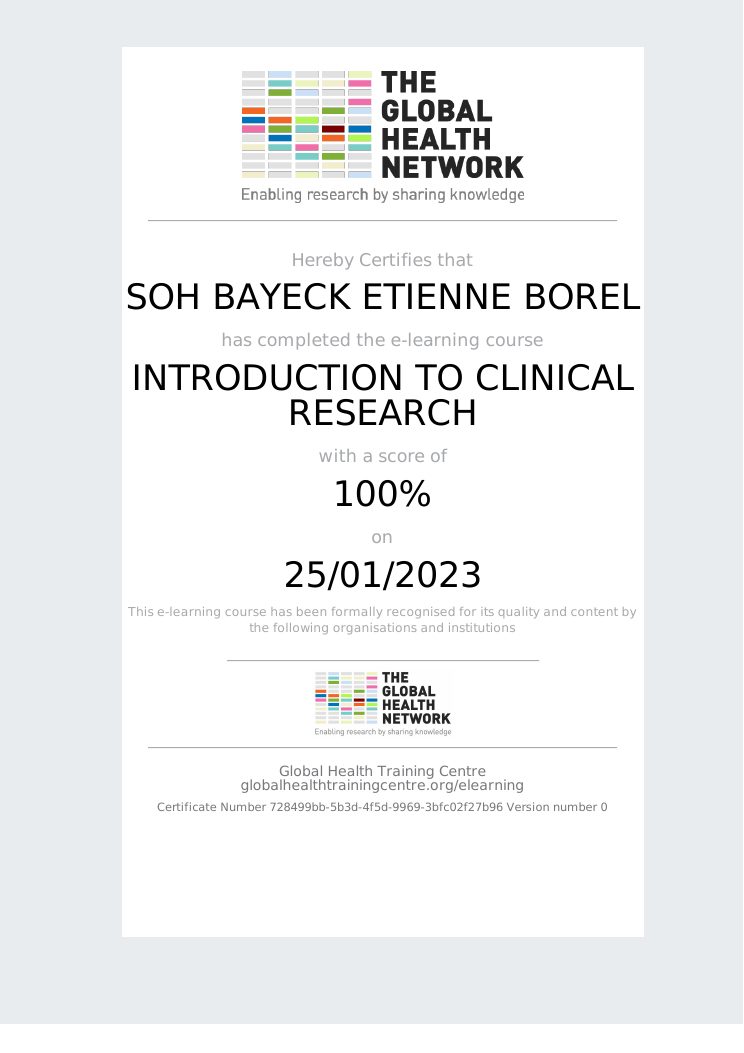 THE
GLOBAL
HEALTH
NETWORK
Enabling research by sharing knowledge
Hereby Certifies that
SOH BAYECK ETIENNE BOREL
has completed the e-learning course
INTRODUCTION TO CLINICAL
RESEARCH
with a score of
100%
on
25/01/2023
This e-learning course has been formally recognised for its quality and content by
the following organisations and institutions
THE
GLOBAL
HEALTH
NETWORK
Enabling research by sharing knowledge
Global Health Training Centre
globalhealthtrainingcentre.org/elearning
Certificate Number 728499bb-5b3d-4f5d-9969-3bfc02f27b96 Version number 0